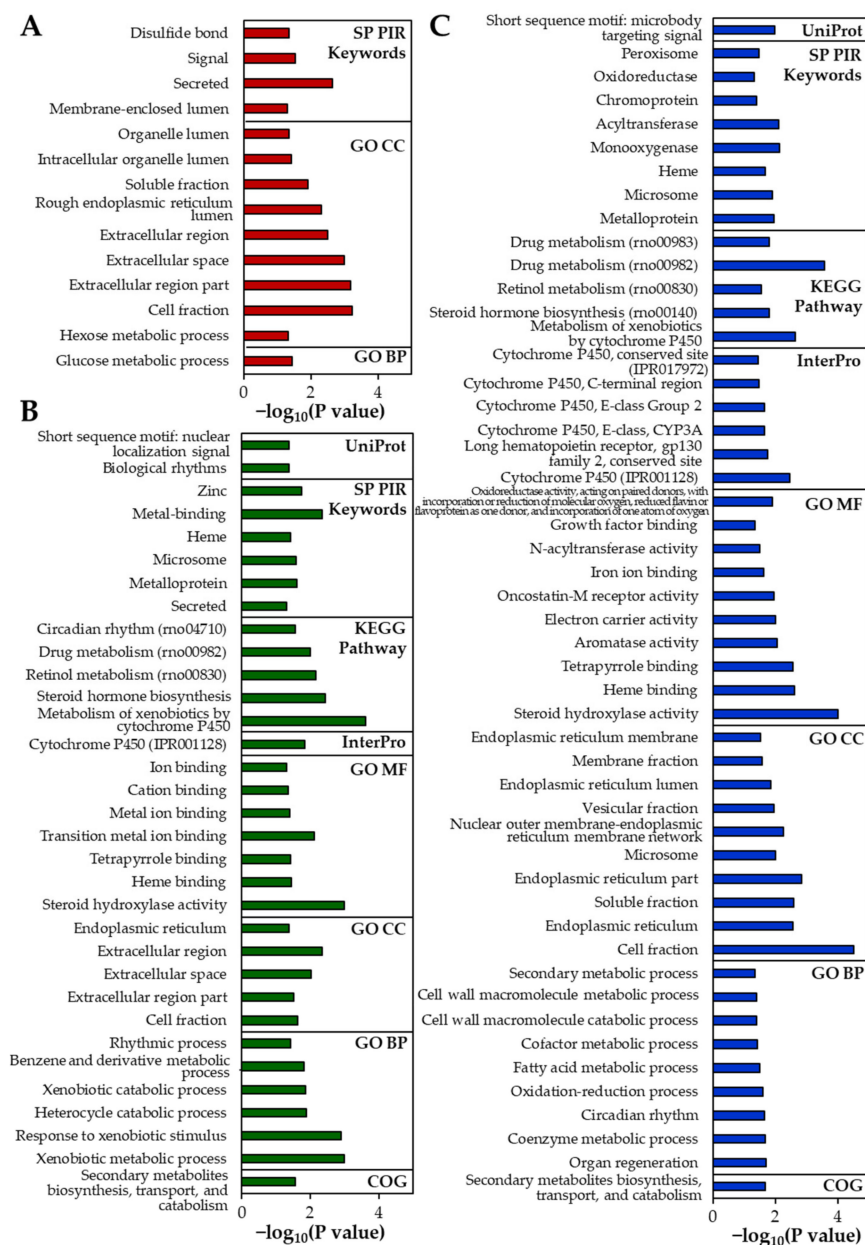 A
Disulfide bond
SP PIR
Signal
Keywords
Secreted
Membrane-enclosed lumen
Organelle lumen
GO CC
Intracellular organelle lumen
Soluble fraction
Rough endoplasmic reticulum
lumen
Extracellular region
Extracellular space
Extracellular region part
Cell fraction
Hexose metabolic process
Glucose metabolic process
GO BP
0 2 4
−log10(P value)
B
Short sequence motif: nuclear
localization signal
UniProt
Biological rhythms
Zinc
SP PIR
Keywords
Metal-binding
Heme
Microsome
Metalloprotein
Secreted
Circadian rhythm (rno04710)
KEGG
Pathway
Drug metabolism (rno00982)
Retinol metabolism (rno00830)
Steroid hormone biosynthesis
Metabolism of xenobiotics by
cytochrome P450
Cytochrome P450 (IPR001128)
InterPro
Ion binding
GO MF
Cation binding
Metal ion binding
Transition metal ion binding
Tetrapyrrole binding
Heme binding
Steroid hydroxylase activity
Endoplasmic reticulum
GO CC
Extracellular region
Extracellular space
Extracellular region part
Cell fraction
Rhythmic process
GO BP
Benzene and derivative metabolic
process
Xenobiotic catabolic process
Heterocycle catabolic process
Response to xenobiotic stimulus
Xenobiotic metabolic process
Secondary metabolites
biosynthesis, transport, and
catabolism
COG
0 2 4
−log10(P value)
C
Short sequence motif: microbody
targeting signal
UniProt
Peroxisome
SP PIR
Keywords
Oxidoreductase
Chromoprotein
Acyltransferase
Monooxygenase
Heme
Microsome
Metalloprotein
Drug metabolism (rno00983)
Drug metabolism (rno00982)
Retinol metabolism (rno00830)
KEGG
Pathway
Steroid hormone biosynthesis (rno00140)
Metabolism of xenobiotics
by cytochrome P450
Cytochrome P450, conserved site
(IPR017972)
InterPro
Cytochrome P450, C-terminal region
Cytochrome P450, E-class Group 2
Cytochrome P450, E-class, CYP3A
Long hematopoietin receptor, gp130
family 2, conserved site
Cytochrome P450 (IPR001128)
Oxidoreductase activity, acting on paired donors, with
incorporation or reduction of molecular oxygen, reduced flavin or
flavoprotein as one donor, and incorporation of one atom of oxygen
GO MF
Growth factor binding
N-acyltransferase activity
Iron ion binding
Oncostatin-M receptor activity
Electron carrier activity
Aromatase activity
Tetrapyrrole binding
Heme binding
Steroid hydroxylase activity
Endoplasmic reticulum membrane
GO CC
Membrane fraction
Endoplasmic reticulum lumen
Vesicular fraction
Nuclear outer membrane-endoplasmic
reticulum membrane network
Microsome
Endoplasmic reticulum part
Soluble fraction
Endoplasmic reticulum
Cell fraction
Secondary metabolic process
GO BP
Cell wall macromolecule metabolic process
Cell wall macromolecule catabolic process
Cofactor metabolic process
Fatty acid metabolic process
Oxidation-reduction process
Circadian rhythm
Coenzyme metabolic process
Organ regeneration
Secondary metabolites biosynthesis,
transport, and catabolism
COG
0 2 4
−log10(P value)